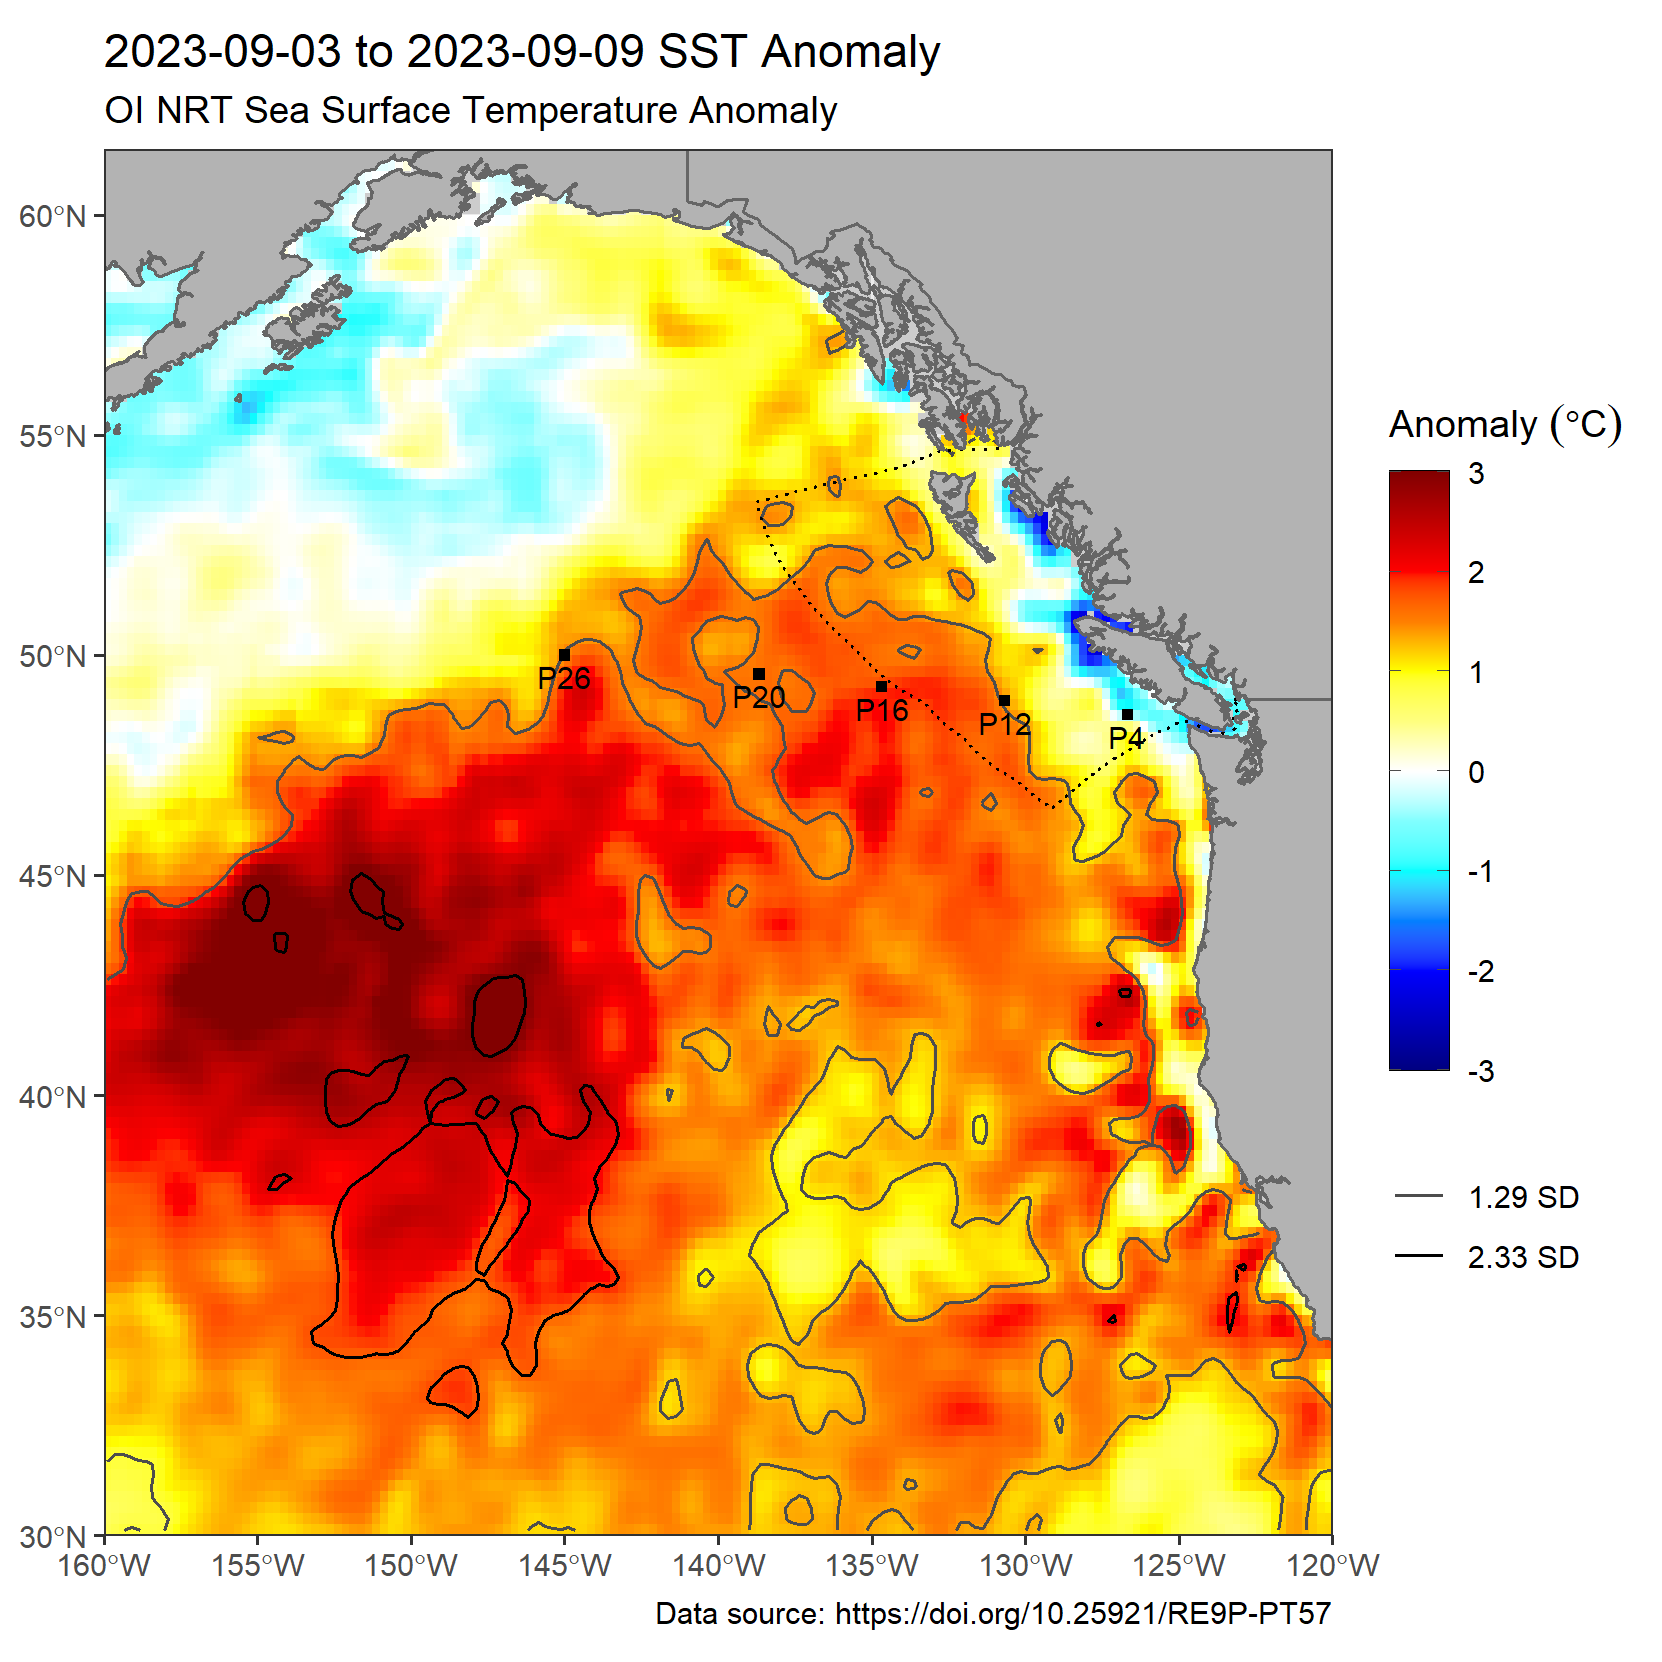 2023-09-03 to 2023-09-09 SST Anomaly
OI NRT Sea Surface Temperature Anomaly
60°N
55°N
50°N
45°N
40°N
35°N
30°N
160°W
155°W
150°W
145°W
140°W
135°W
130°W
125°W
120°W
P26
P20
P16
P12
P4
Anomaly (°C)
3
2
1
0
-1
-2
-3
1.29 SD
2.33 SD
Data source: https://doi.org/10.25921/RE9P-PT57